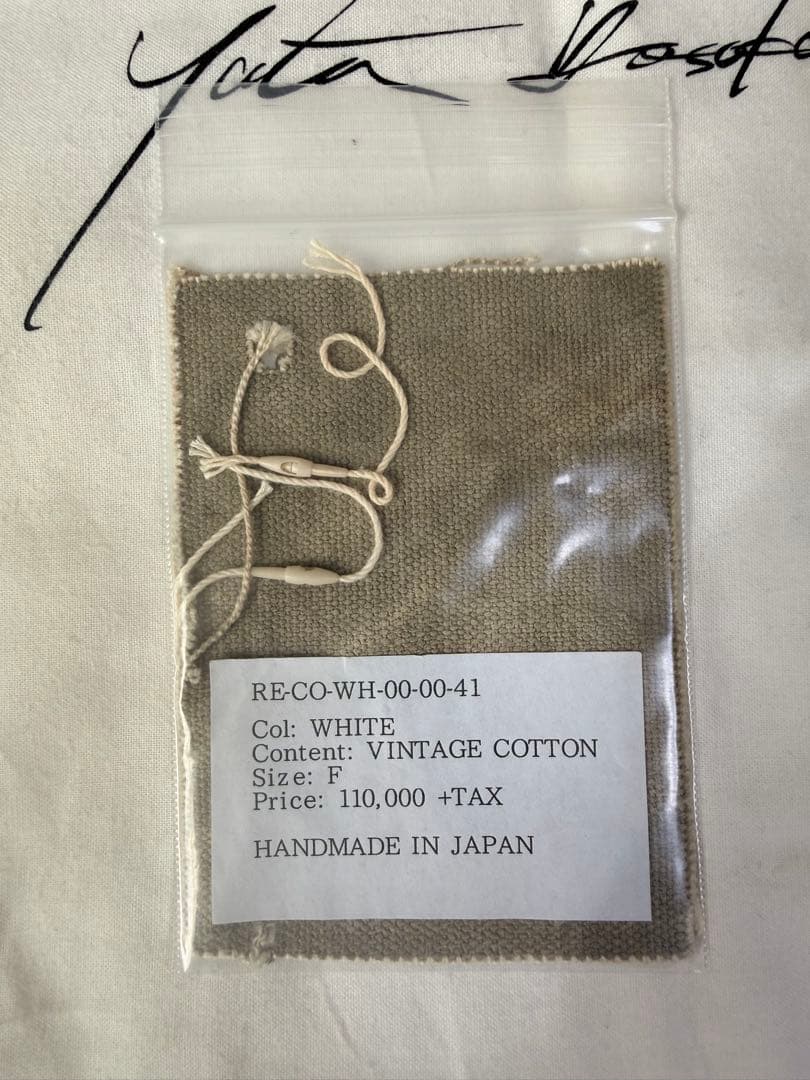 Yuta
RE-CO-WH-00-00-41
Col: WHITE
Content: VINTAGE COTTON
Size: F
Price: 110,000 +TAX
HANDMADE IN JAPAN